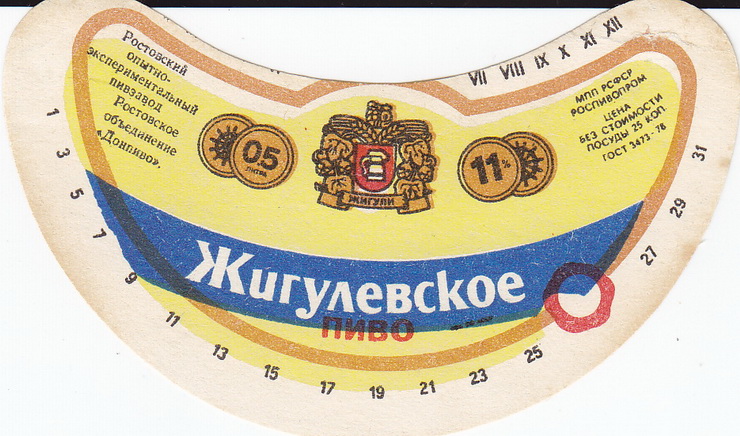 Ростовский
опытно-
экспериментальный
пивзавод
Ростовское
объеданение
«Донпиво».
VII VIII IX X XI XII
МПП РСФСР
РОСПИВОПРОМ
ЦЕНА
БЕЗ СТОИМОСТИ
ПОСУДЫ 25 КОП
ГОСТ 3473-78
05
ЛИТРА
11%
ЖИГУЛИ
Жигулевское
ПИВО
1
3
5
7
9
11
13
15
17
19
21
23
25
27
29
31